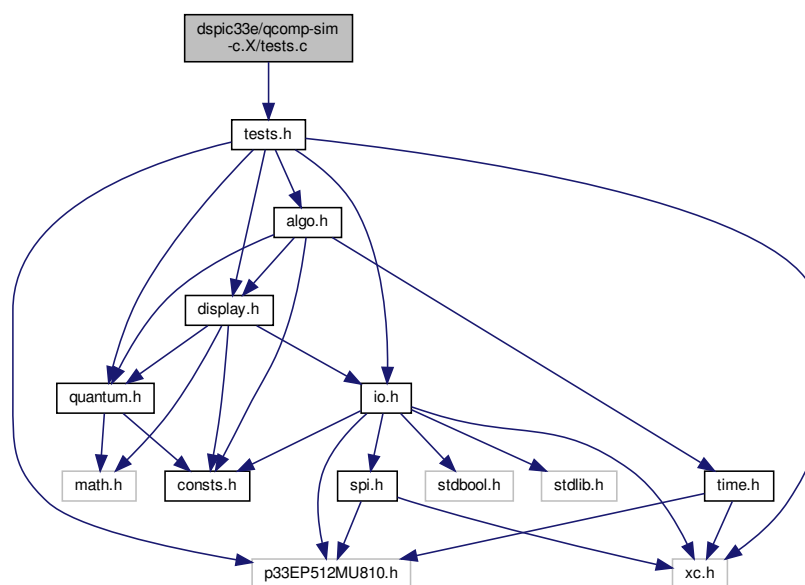 dspic33e/qcomp-sim
-c.X/tests.c
tests.h
algo.h
display.h
quantum.h
io.h
math.h
consts.h
spi.h
stdbool.h
stdlib.h
time.h
p33EP512MU810.h
xc.h